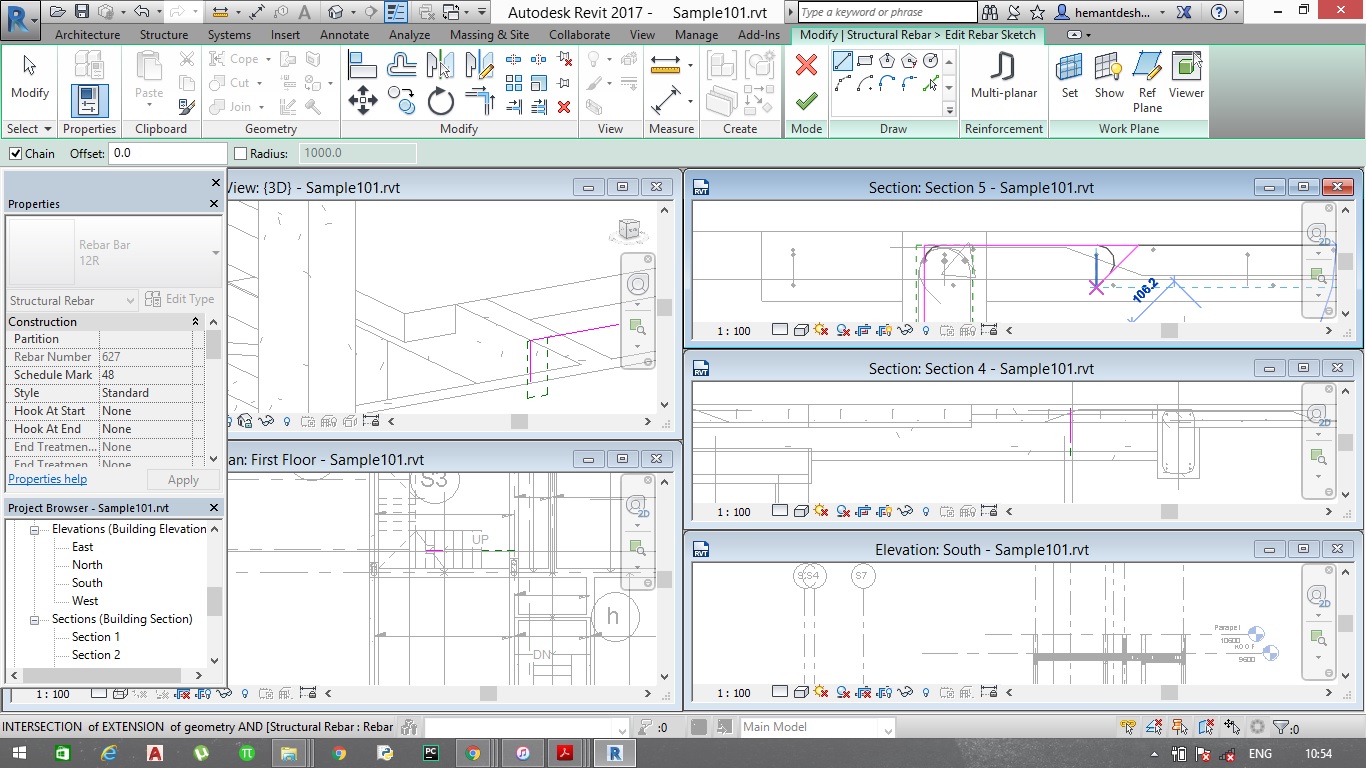 Autodesk Revit 2017 - Sample101.rvt
Type a keyword or phrase
hemantdesh...
Architecture Structure Systems Insert Annotate Analyze Massing & Site Collaborate View Manage Add-Ins Modify | Structural Rebar > Edit Rebar Sketch
Modify
Paste
Cope
Cut
Join
Multi-planar
Set Show Ref Plane Viewer
Select Properties Clipboard Geometry Modify View Measure Create Mode Draw Reinforcement Work Plane
Chain Offset: 0.0 Radius: 1000.0
Properties
Rebar Bar
12R
Structural Rebar Edit Type
Construction
Partition
Rebar Number 627
Schedule Mark 48
Style Standard
Hook At Start None
Hook At End None
End Treatmen... None
End Treatmen None
Properties help Apply
Project Browser - Sample101.rvt
Elevations (Building Elevation
East
North
South
West
Sections (Building Section)
Section 1
Section 2
View: {3D} - Sample101.rvt
an: First Floor - Sample101.rvt
S3
UP
h
DN
1 : 100
Section: Section 5 - Sample101.rvt
2D
106.2
1 : 100
Section: Section 4 - Sample101.rvt
2D
1 : 100
Elevation: South - Sample101.rvt
S4
S7
2D
Parapet
10600
ROOF
9600
1 : 100
2D
INTERSECTION of EXTENSION of geometry AND [Structural Rebar : Rebar
:0
Main Model
:0
ENG 10:54